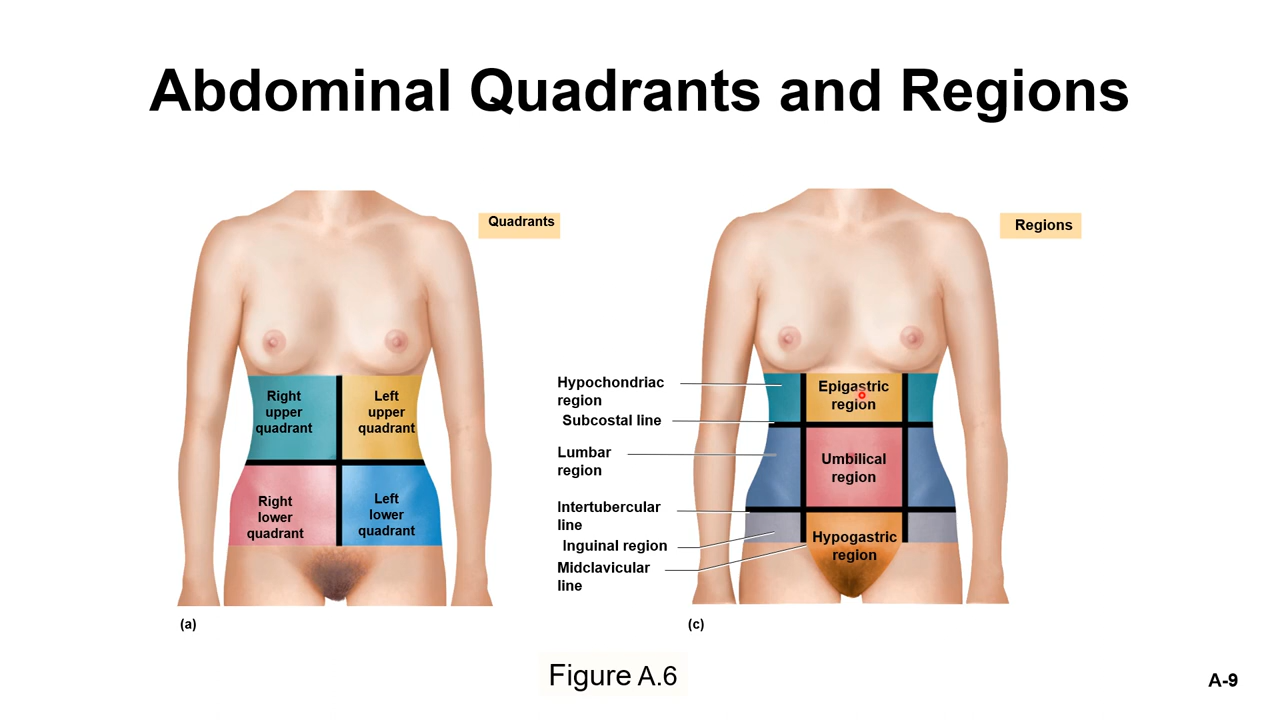 Abdominal Quadrants and Regions
Quadrants
Right
upper
quadrant
Left
upper
quadrant
Right
lower
quadrant
Left
lower
quadrant
(a)
Regions
Hypochondriac
region
Subcostal line
Lumbar
region
Intertubercular
line
Inguinal region
Midclavicular
line
Epigastric
region
Umbilical
region
Hypogastric
region
(c)
Figure A.6
A-9